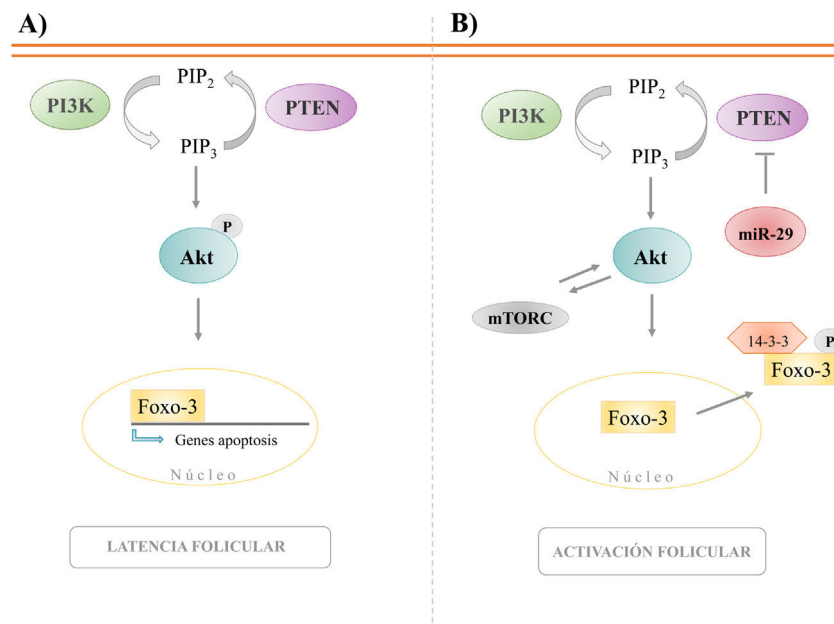 A)
PI3K
PIP2
PTEN
PIP3
P
Akt
Foxo-3
Genes apoptosis
Núcleo
LATENCIA FOLICULAR
B)
PI3K
PIP2
PTEN
PIP3
miR-29
Akt
mTORC
14-3-3
P
Foxo-3
Foxo-3
Núcleo
ACTIVACIÓN FOLICULAR